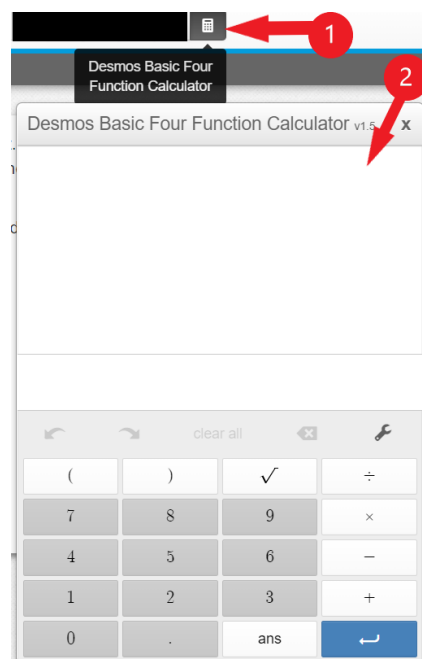 1
Desmos Basic Four
Function Calculator
2
Desmos Basic Four Function Calculator v1.5 x
clear all
( ) √ ÷
7 8 9 ×
4 5 6 −
1 2 3 +
0 . ans